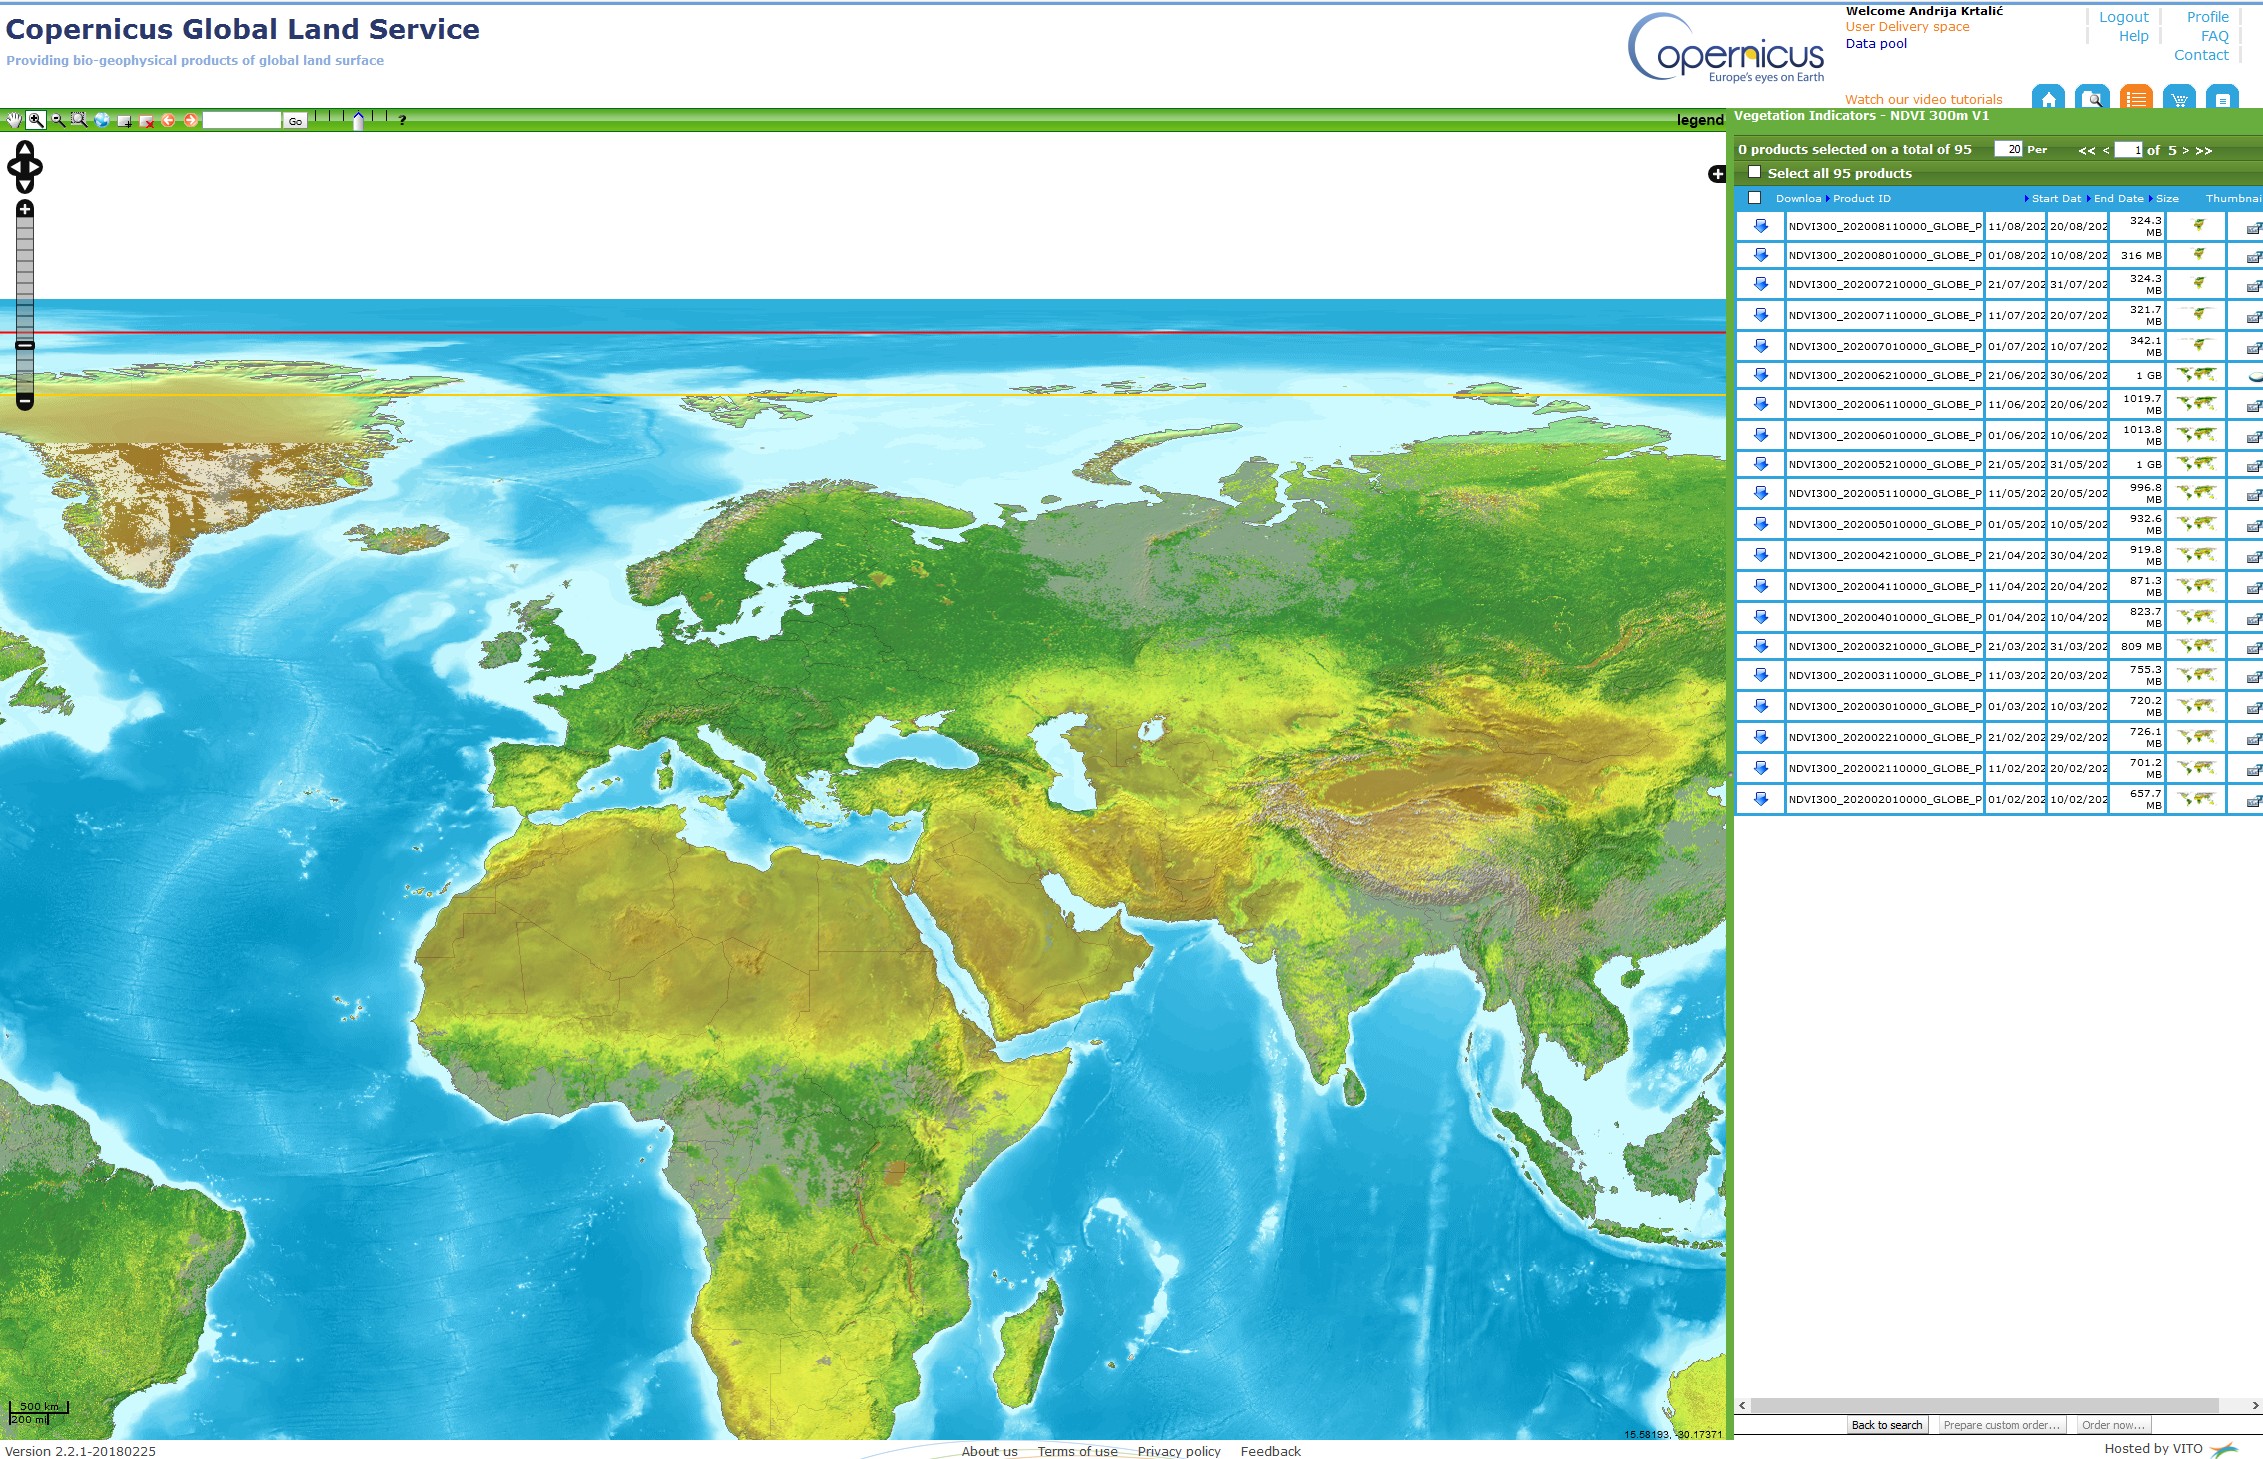 Copernicus Global Land Service
Providing bio-geophysical products of global land surface
opernicus
Europe's eyes on Earth
Welcome Andrija Krtalić
User Delivery space
Data pool
Watch our video tutorials
Logout Profile
Help FAQ
Contact
Go
?
legend
Vegetation Indicators - NDVI 300m V1
0 products selected on a total of 95 20 Per << < 1 of 5 > >>
Select all 95 products
Downloa Product ID Start Dat End Date Size Thumbnai
NDVI300_202008110000_GLOBE_P 11/08/202 20/08/202 324.3 MB
NDVI300_202008010000_GLOBE_P 01/08/202 10/08/202 316 MB
NDVI300_202007210000_GLOBE_P 21/07/202 31/07/202 324.3 MB
NDVI300_202007110000_GLOBE_P 11/07/202 20/07/202 321.7 MB
NDVI300_202007010000_GLOBE_P 01/07/202 10/07/202 342.1 MB
NDVI300_202006210000_GLOBE_P 21/06/202 30/06/202 1 GB
NDVI300_202006110000_GLOBE_P 11/06/202 20/06/202 1019.7 MB
NDVI300_202006010000_GLOBE_P 01/06/202 10/06/202 1013.8 MB
NDVI300_202005210000_GLOBE_P 21/05/202 31/05/202 1 GB
NDVI300_202005110000_GLOBE_P 11/05/202 20/05/202 996.8 MB
NDVI300_202005010000_GLOBE_P 01/05/202 10/05/202 932.6 MB
NDVI300_202004210000_GLOBE_P 21/04/202 30/04/202 919.8 MB
NDVI300_202004110000_GLOBE_P 11/04/202 20/04/202 871.3 MB
NDVI300_202004010000_GLOBE_P 01/04/202 10/04/202 823.7 MB
NDVI300_202003210000_GLOBE_P 21/03/202 31/03/202 809 MB
NDVI300_202003110000_GLOBE_P 11/03/202 20/03/202 755.3 MB
NDVI300_202003010000_GLOBE_P 01/03/202 10/03/202 720.2 MB
NDVI300_202002210000_GLOBE_P 21/02/202 29/02/202 726.1 MB
NDVI300_202002110000_GLOBE_P 11/02/202 20/02/202 701.2 MB
NDVI300_202002010000_GLOBE_P 01/02/202 10/02/202 657.7 MB
500 km
200 mi
15.58193, -30.17371
Back to search Prepare custom order... Order now...
Version 2.2.1-20180225 About us Terms of use Privacy policy Feedback Hosted by VITO